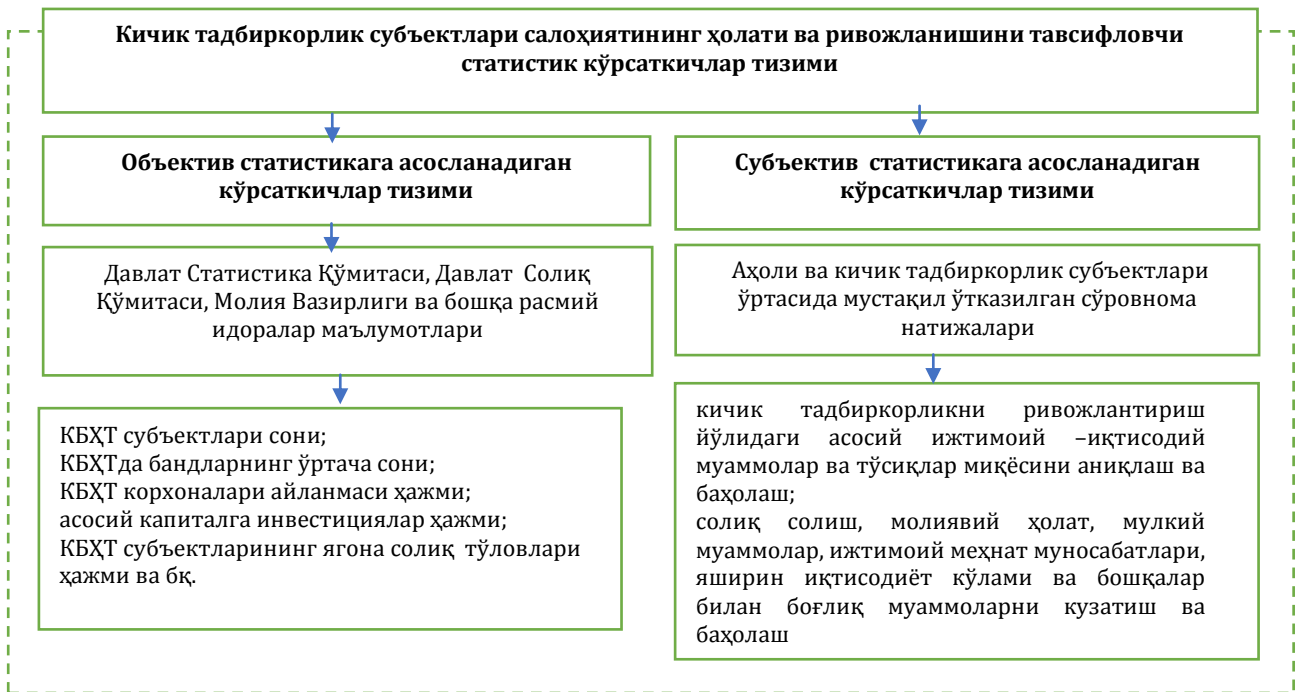 Кичик тадбиркорлик субъектлари салоҳиятининг ҳолати ва ривожланишини тавсифловчи
статистик кўрсаткичлар тизими
Объектив статистикага асосланадиган
кўрсаткичлар тизими
Давлат Статистика Қўмитаси, Давлат Солиқ
Қўмитаси, Молия Вазирлиги ва бошқа расмий
идоралар маълумотлари
КБҲТ субъектлари сони;
КБҲТда бандларнинг ўртача сони;
КБҲТ корхоналари айланмаси ҳажми;
асосий капиталга инвестициялар ҳажми;
КБҲТ субъектларининг ягона солиқ тўловлари
ҳажми ва бқ.
Субъектив статистикага асосланадиган
кўрсаткичлар тизими
Аҳоли ва кичик тадбиркорлик субъектлари
ўртасида мустақил ўтказилган сўровнома
натижалари
кичик тадбиркорликни ривожлантириш
йўлидаги асосий ижтимоий –иқтисодий
муаммолар ва тўсиқлар миқёсини аниқлаш ва
баҳолаш;
солиқ солиш, молиявий ҳолат, мулкий
муаммолар, ижтимоий меҳнат муносабатлари,
яширин иқтисодиёт кўлами ва бошқалар
билан боғлиқ муаммоларни кузатиш ва
баҳолаш